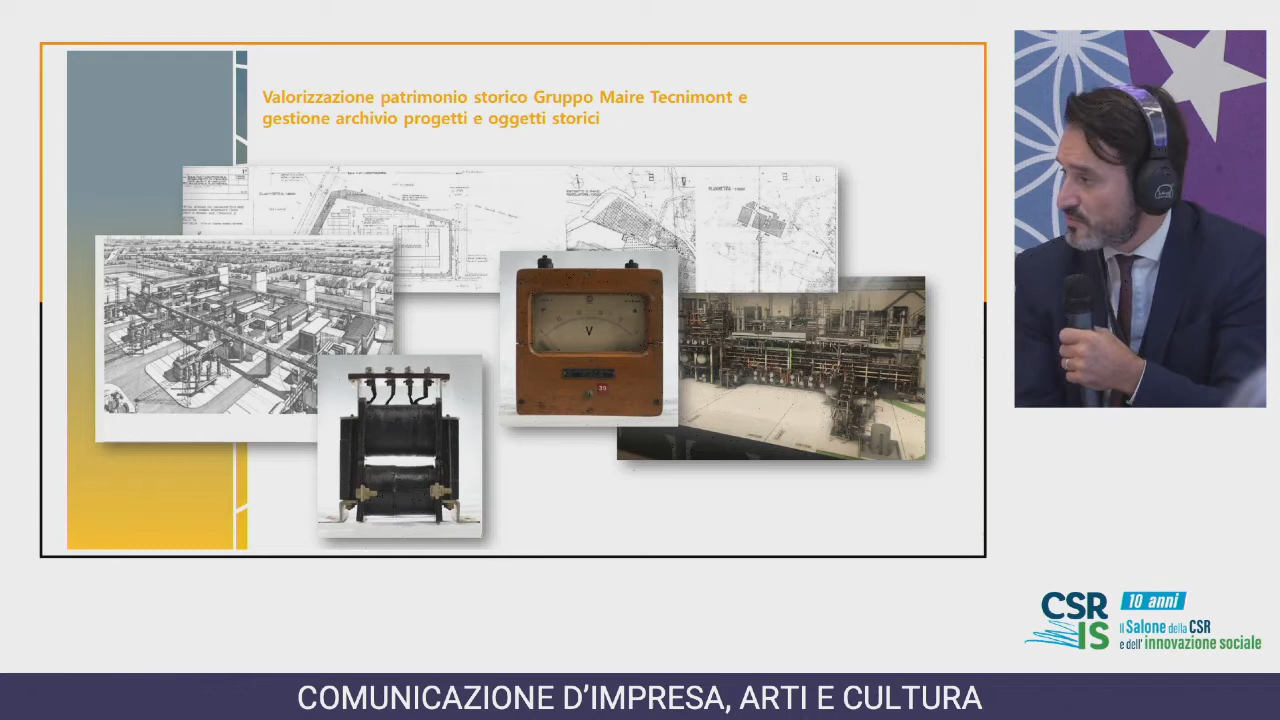 Valorizzazione patrimonio storico Gruppo Maire Tecnimont e
gestione archivio progetti e oggetti storici
V
39
CSR
IS
10 anni
Il Salone della CSR
e dell'innovazione sociale
COMUNICAZIONE D'IMPRESA, ARTI E CULTURA